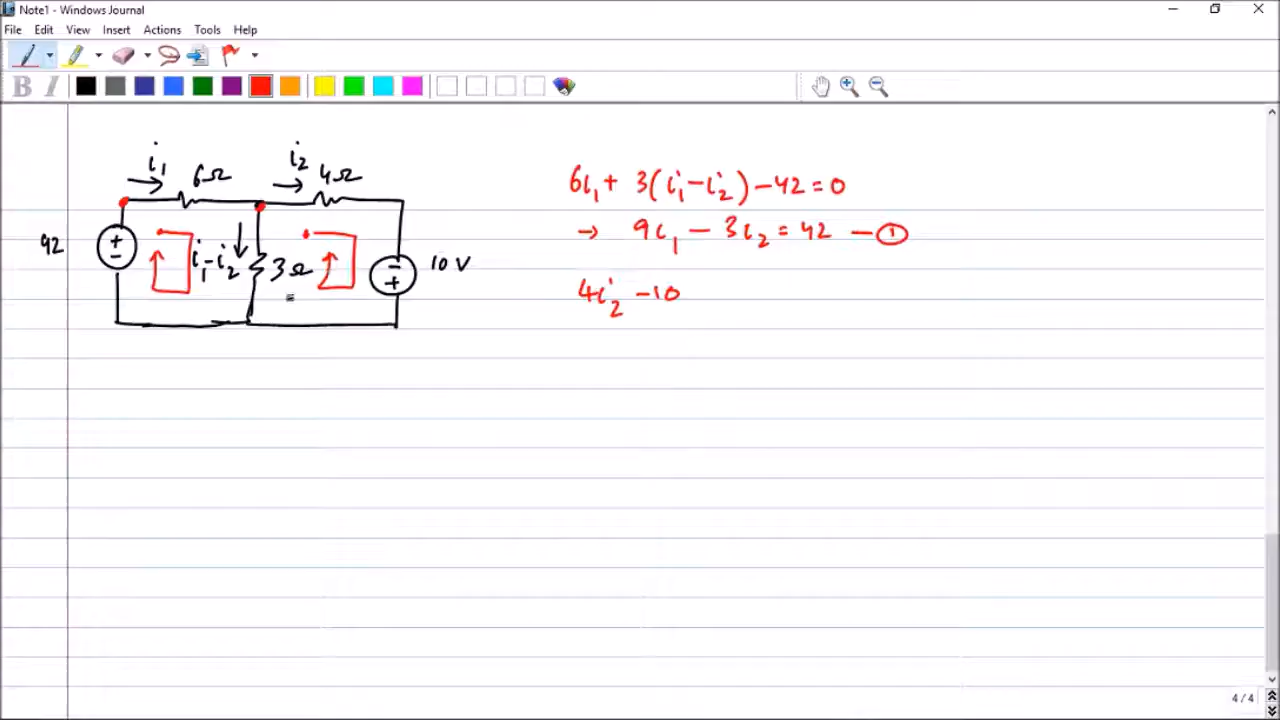 Note1 - Windows Journal
File Edit View Insert Actions Tools Help
B I
i₁ 6Ω i₂ 4Ω
42 + - i₁-i₂ 3Ω - + 10 V
6i₁ + 3(i₁-i₂) -42 = 0
→ 9i₁ - 3i₂ = 42 — ①
4i₂ -10
4 / 4